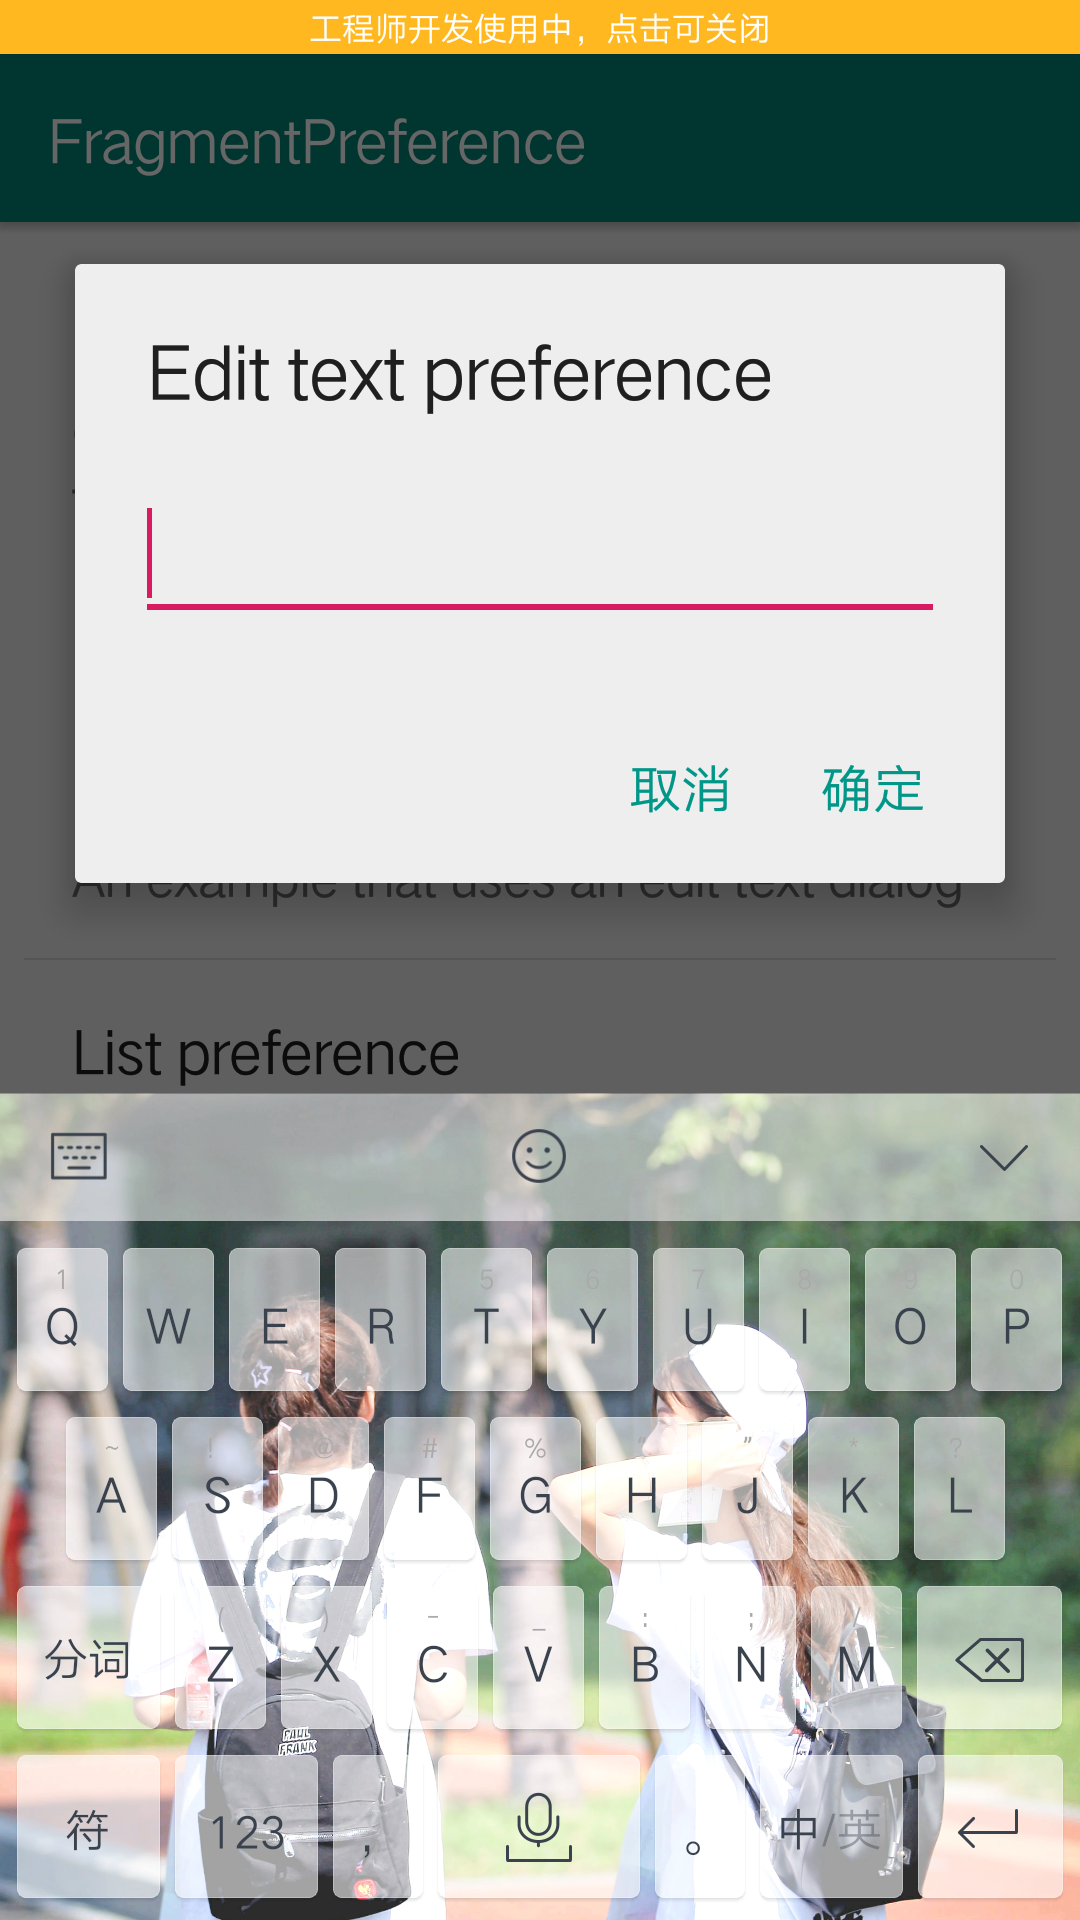 工程师开发使用中，点击可关闭
FragmentPreference
Edit text preference
取消 确定
An example that uses an edit text dialog
List preference
1 5 6 7 8 9 0
Q W E R T Y U I O P
~ ! @ # % " " * ?
A S D F G H J K L
( ) - _ : ; /
分词 Z X C V B N M
PAUL
FRANK
符 123 , 。 中/英